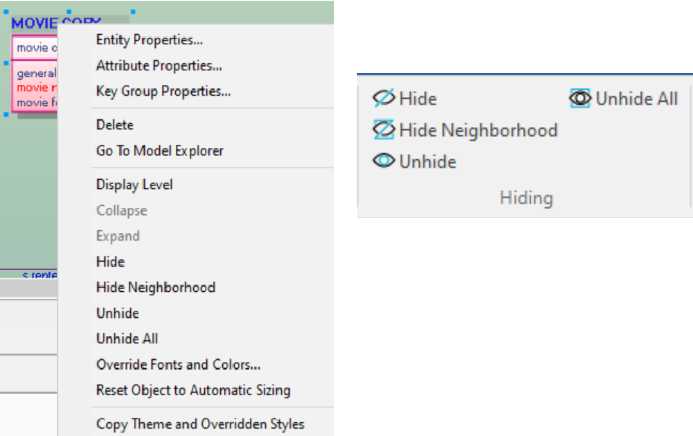 MOVIE COPY
movie
general
movie
movie
Entity Properties...
Attribute Properties...
Key Group Properties...
Delete
Go To Model Explorer
Display Level
Collapse
Expand
Hide
Hide Neighborhood
Unhide
Unhide All
Override Fonts and Colors...
Reset Object to Automatic Sizing
Copy Theme and Overridden Styles
Hide
Unhide All
Hide Neighborhood
Unhide
Hiding